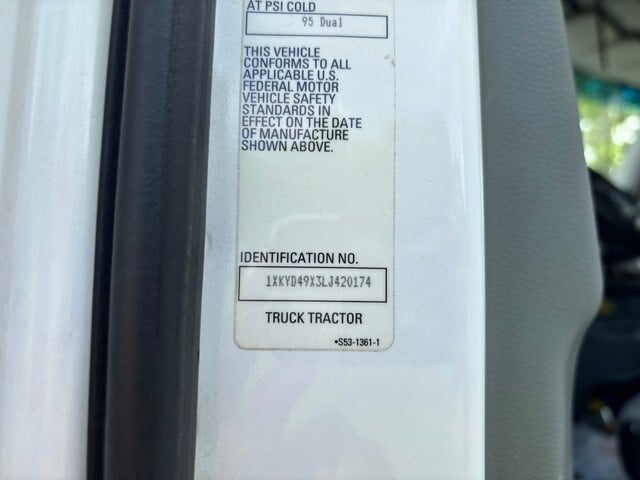 AT PSI COLD
95 Dual
THIS VEHICLE
CONFORMS TO ALL
APPLICABLE U.S.
FEDERAL MOTOR
VEHICLE SAFETY
STANDARDS IN
EFFECT ON THE DATE
OF MANUFACTURE
SHOWN ABOVE.
IDENTIFICATION NO.
1XKYD49X3LJ420174
TRUCK TRACTOR
•S53-1361-1